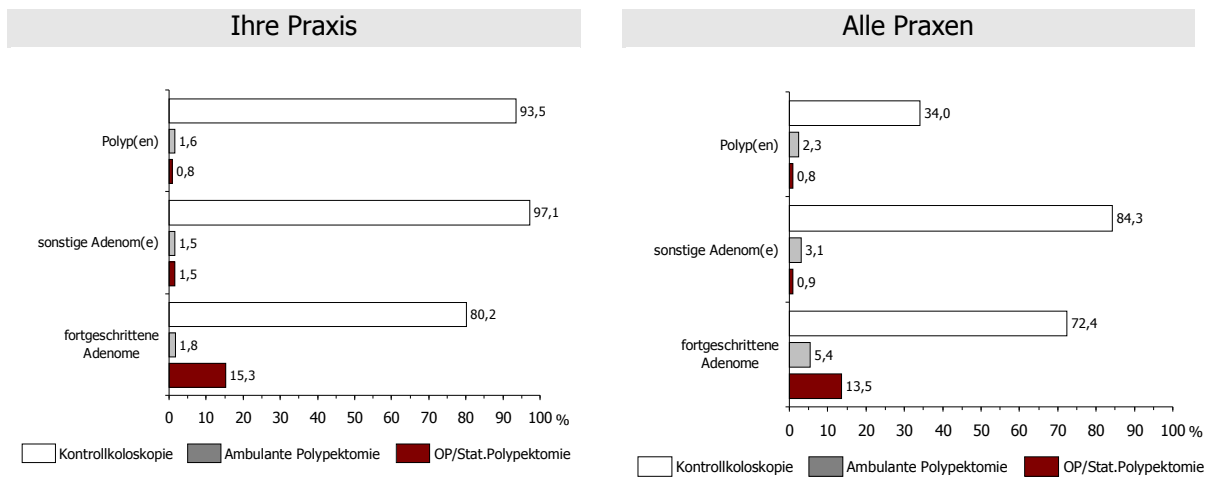 Ihre Praxis
Polyp(en)
93,5
1,6
0,8
sonstige Adenom(e)
97,1
1,5
1,5
fortgeschrittene
Adenome
80,2
1,8
15,3
0 10 20 30 40 50 60 70 80 90 100 %
Kontrollkoloskopie Ambulante Polypektomie OP/Stat.Polypektomie
Alle Praxen
Polyp(en)
34,0
2,3
0,8
sonstige Adenom(e)
84,3
3,1
0,9
fortgeschrittene
Adenome
72,4
5,4
13,5
0 10 20 30 40 50 60 70 80 90 100 %
Kontrollkoloskopie Ambulante Polypektomie OP/Stat.Polypektomie